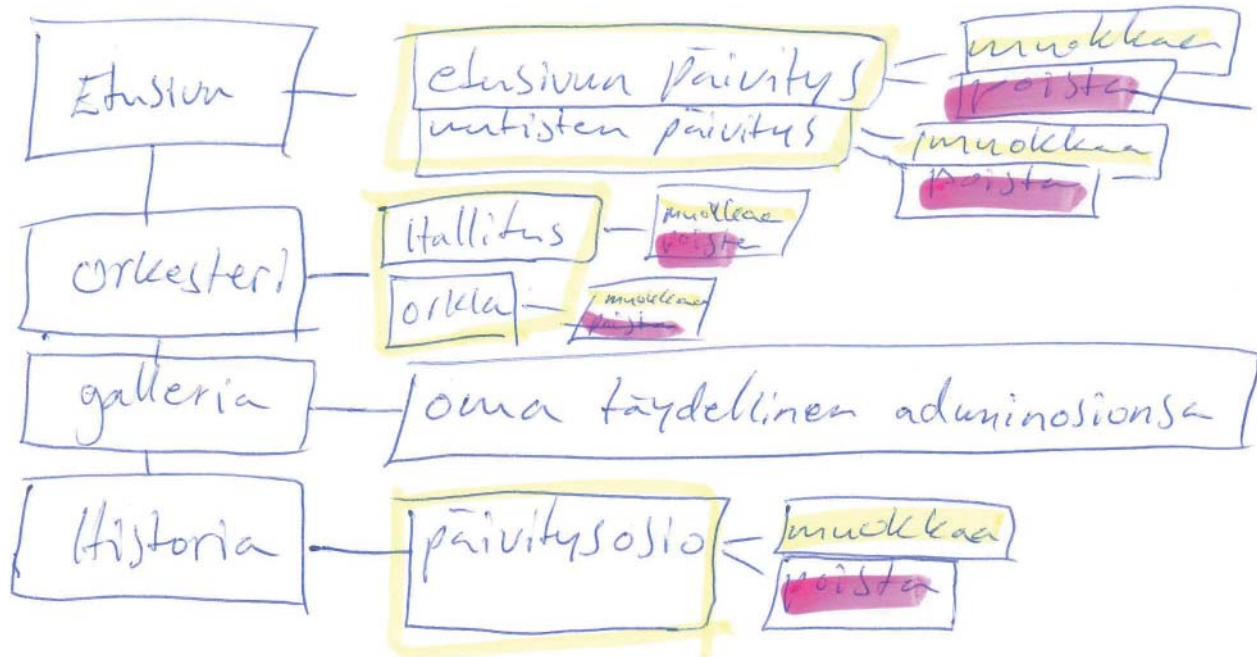 Etusivu
etusivun päivitys
muokkaa
poista
uutisten päivitys
muokkaa
poista
orkesteri
Hallitus
muokkaa
poista
orkla
muokkaa
poista
galleria
oma täydellinen adminosionsa
Historia
päivitysosio
muokkaa
poista